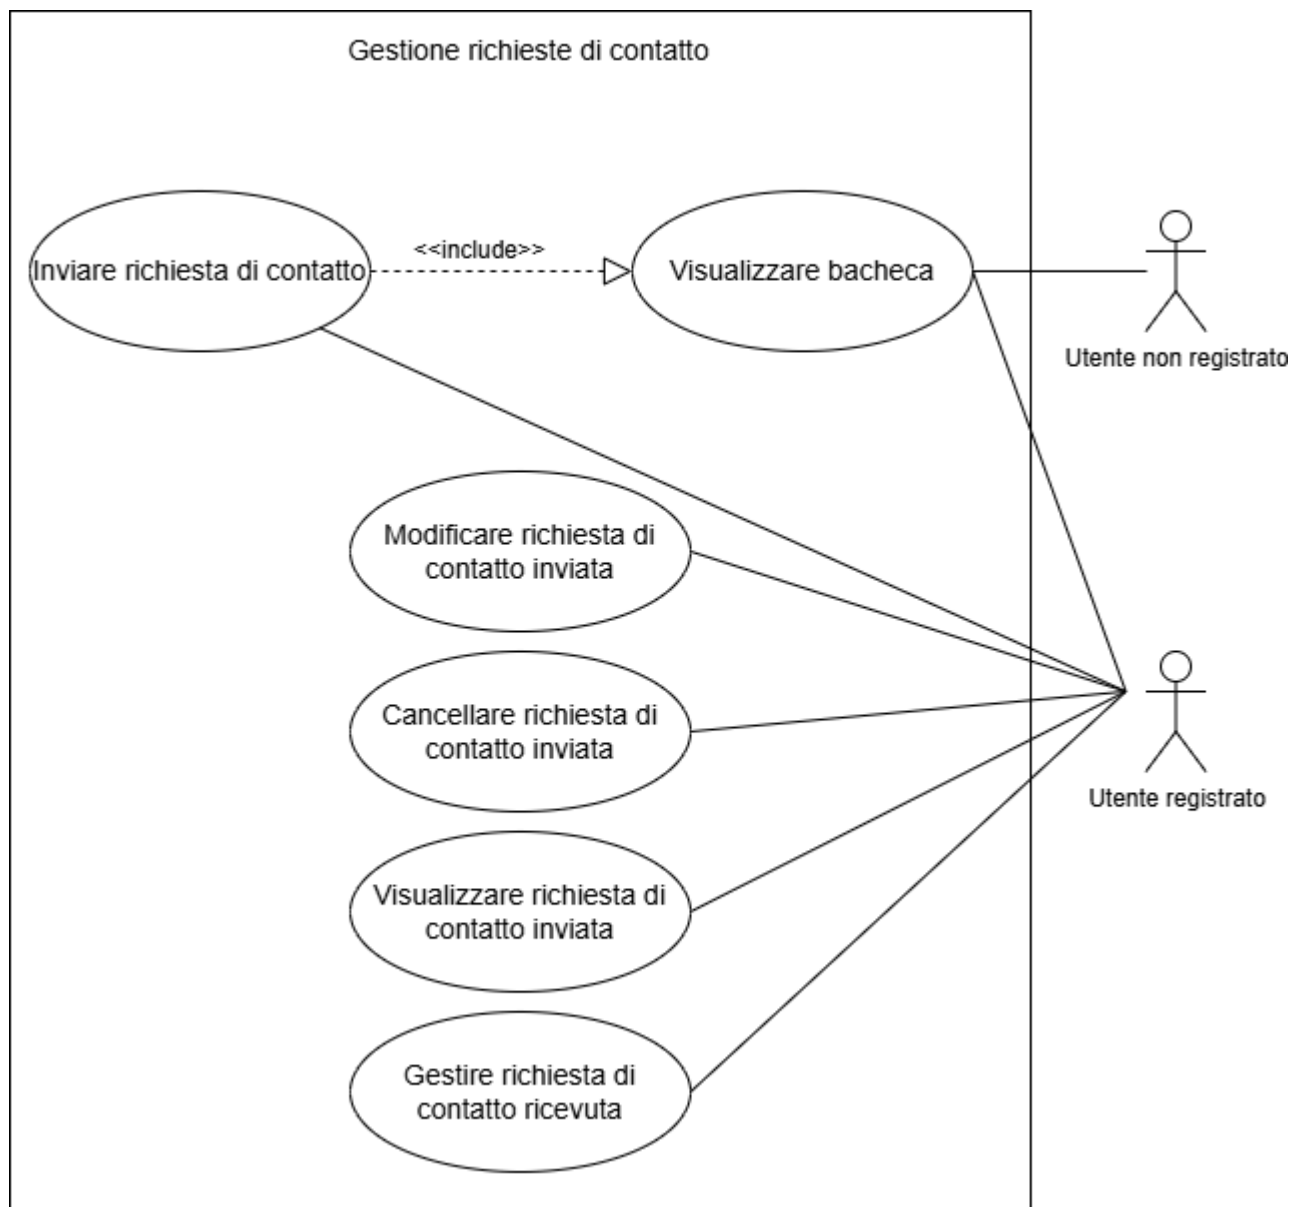 Gestione richieste di contatto
Inviare richiesta di contatto
<<include>>
Visualizzare bacheca
Utente non registrato
Modificare richiesta di
contatto inviata
Cancellare richiesta di
contatto inviata
Utente registrato
Visualizzare richiesta di
contatto inviata
Gestire richiesta di
contatto ricevuta